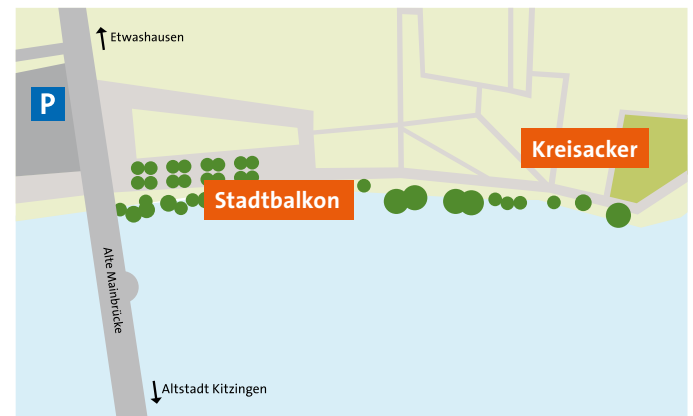 Etwashausen
P
Kreisacker
Stadtbalkon
Alte Mainbrücke
Altstadt Kitzingen